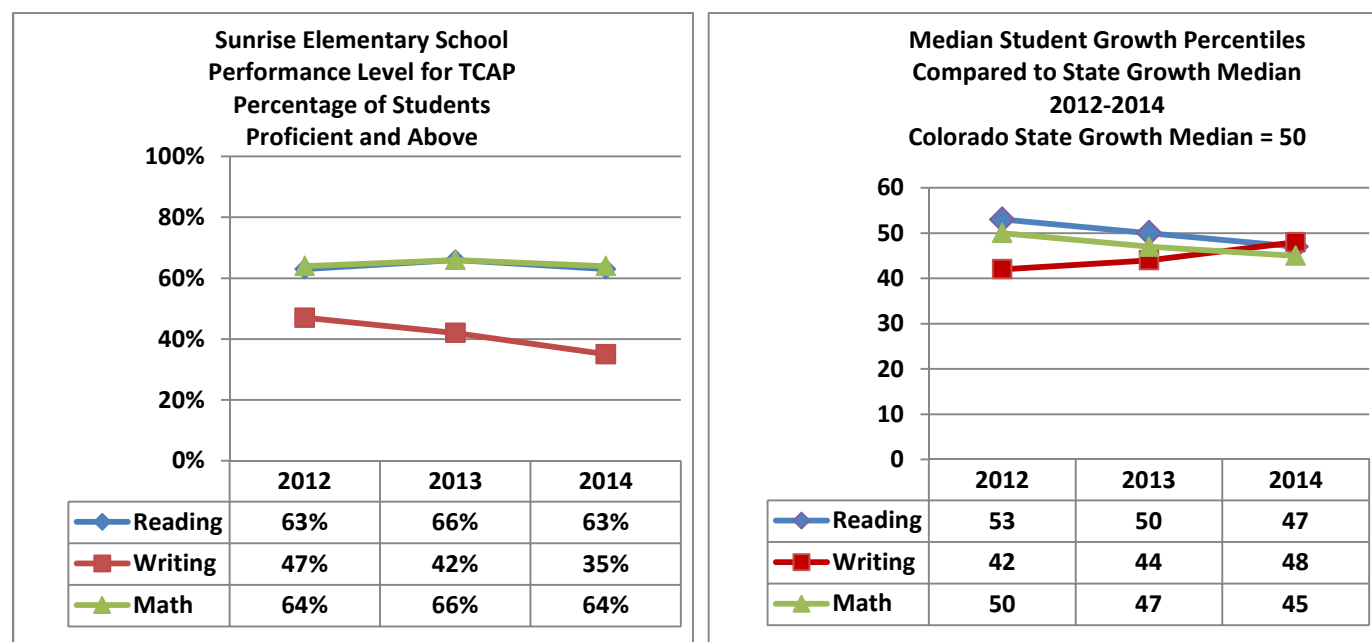 Sunrise Elementary School
Performance Level for TCAP
Percentage of Students
Proficient and Above
100%
80%
60%
40%
20%
0%
2012 2013 2014
Reading 63% 66% 63%
Writing 47% 42% 35%
Math 64% 66% 64%
Median Student Growth Percentiles
Compared to State Growth Median
2012-2014
Colorado State Growth Median = 50
60
50
40
30
20
10
0
2012 2013 2014
Reading 53 50 47
Writing 42 44 48
Math 50 47 45